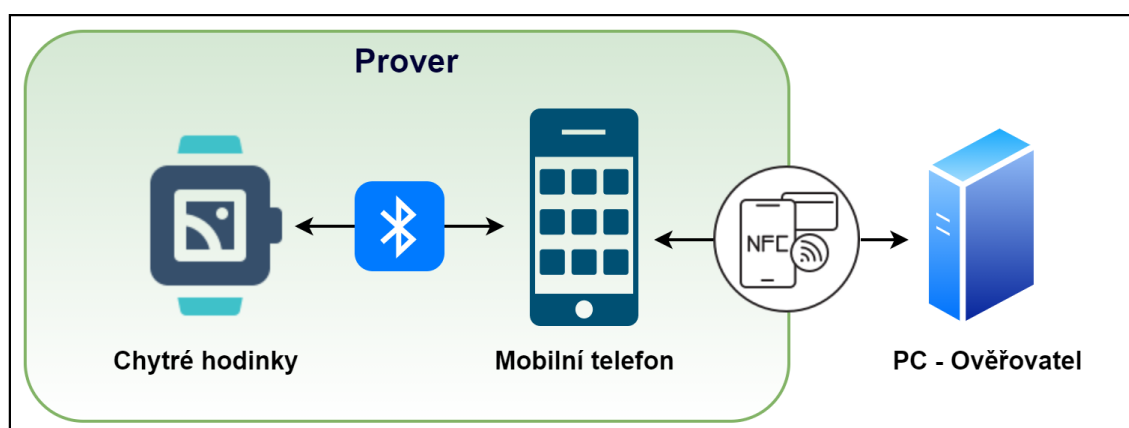 Prover
NFC
Chytré hodinky
Mobilní telefon
PC - Ověřovatel